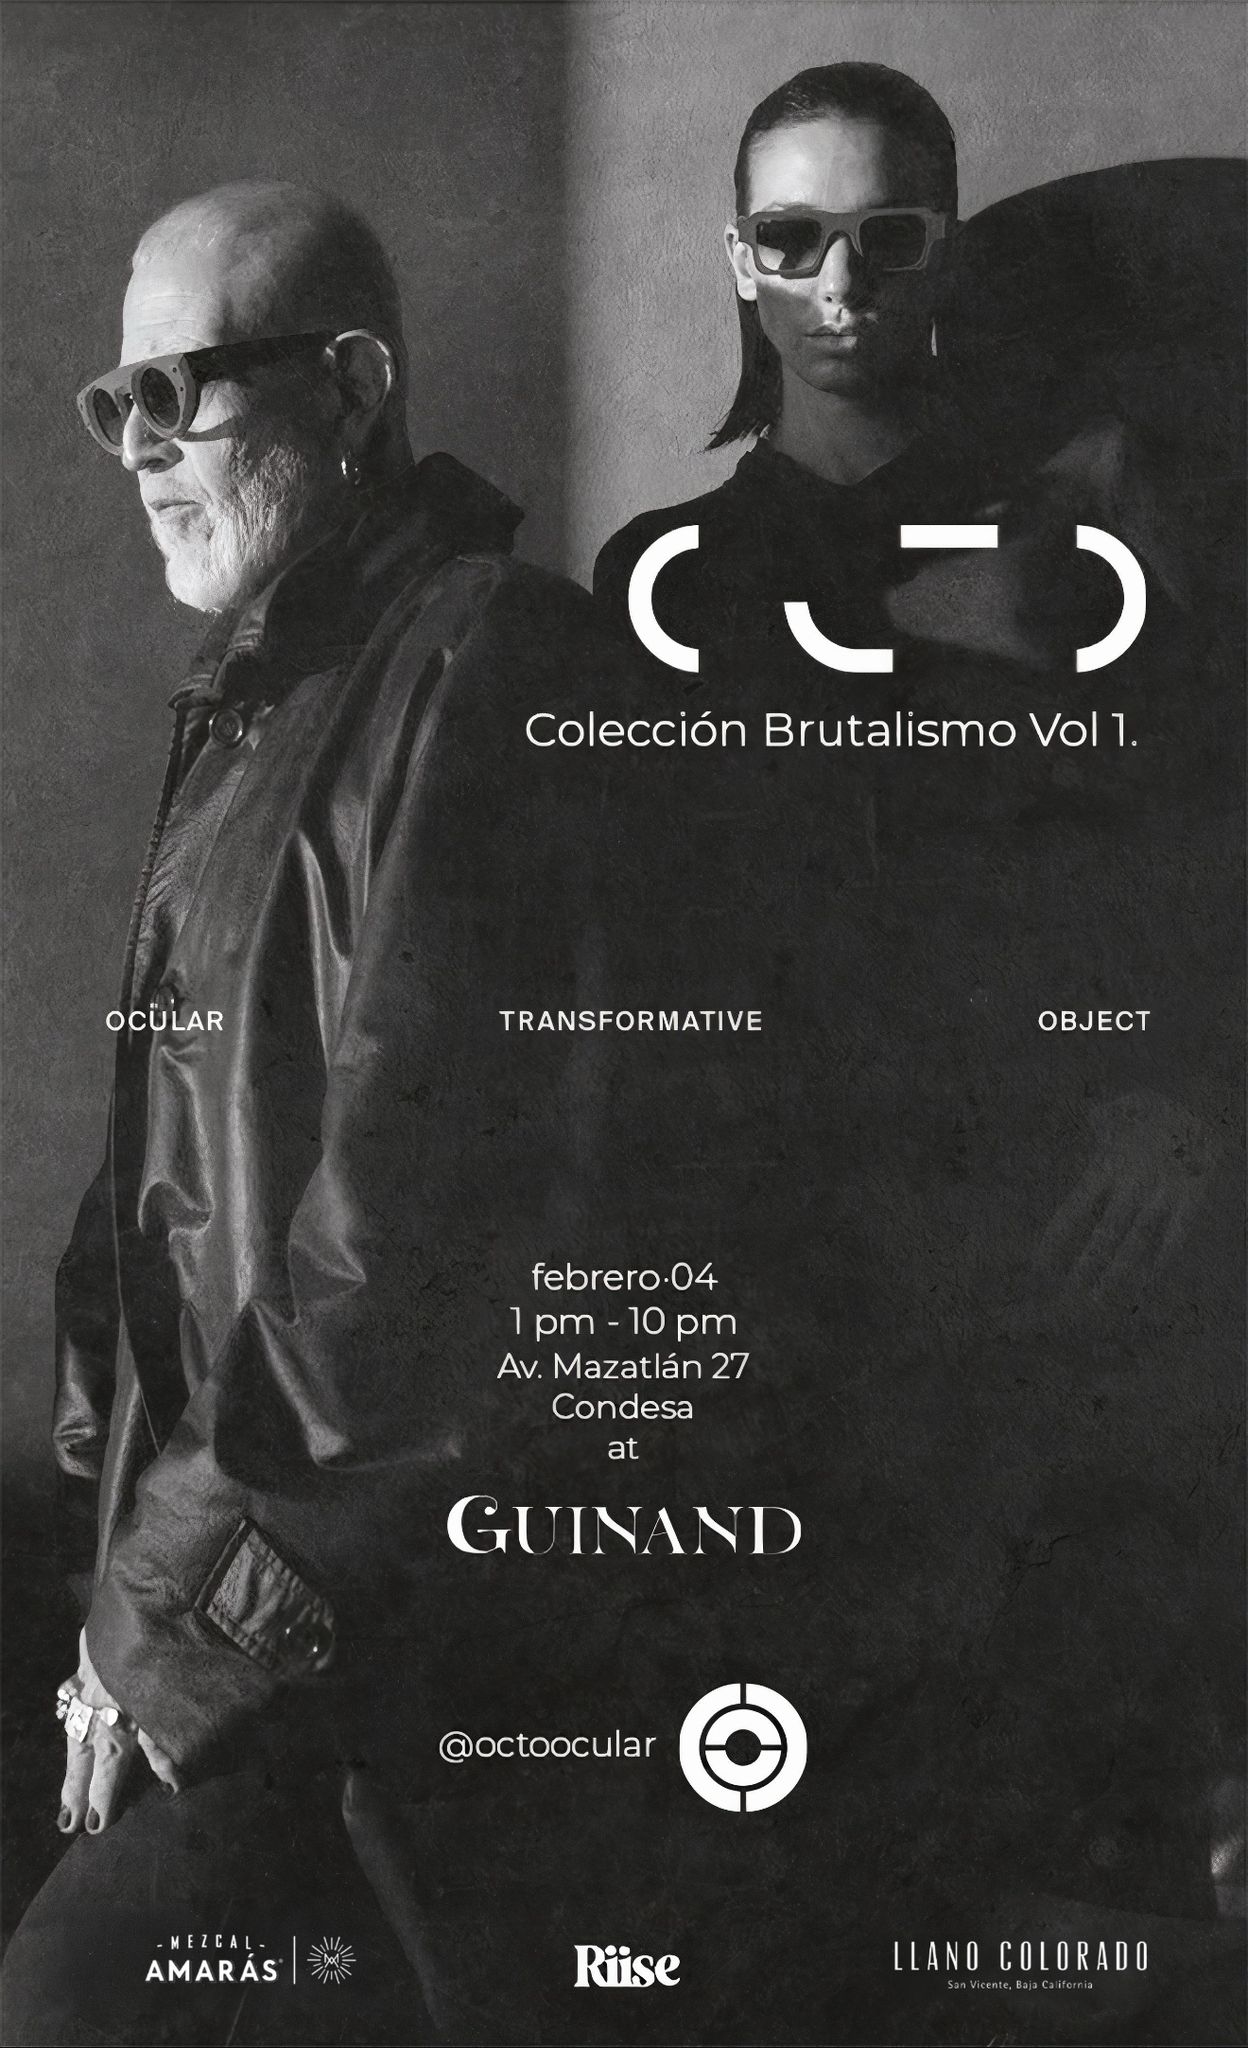 Colección Brutalismo Vol 1.
OCULAR TRANSFORMATIVE OBJECT
febrero·04
1 pm - 10 pm
Av. Mazatlán 27
Condesa
at
GUINAND
@octoocular
-MEZCAL-
AMARÁS
Riise
LLANO COLORADO
San Vicente, Baja California